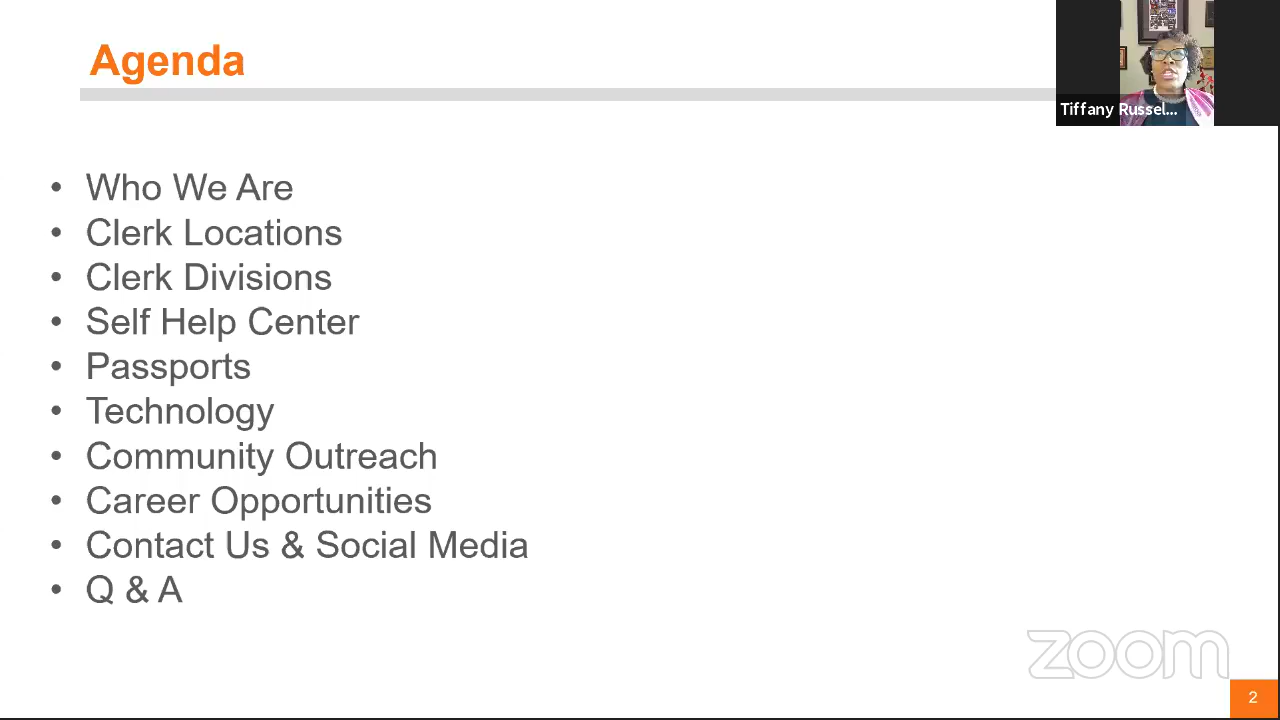 Agenda
Tiffany Russel...
• Who We Are
• Clerk Locations
• Clerk Divisions
• Self Help Center
• Passports
• Technology
• Community Outreach
• Career Opportunities
• Contact Us & Social Media
• Q & A
zoom
2